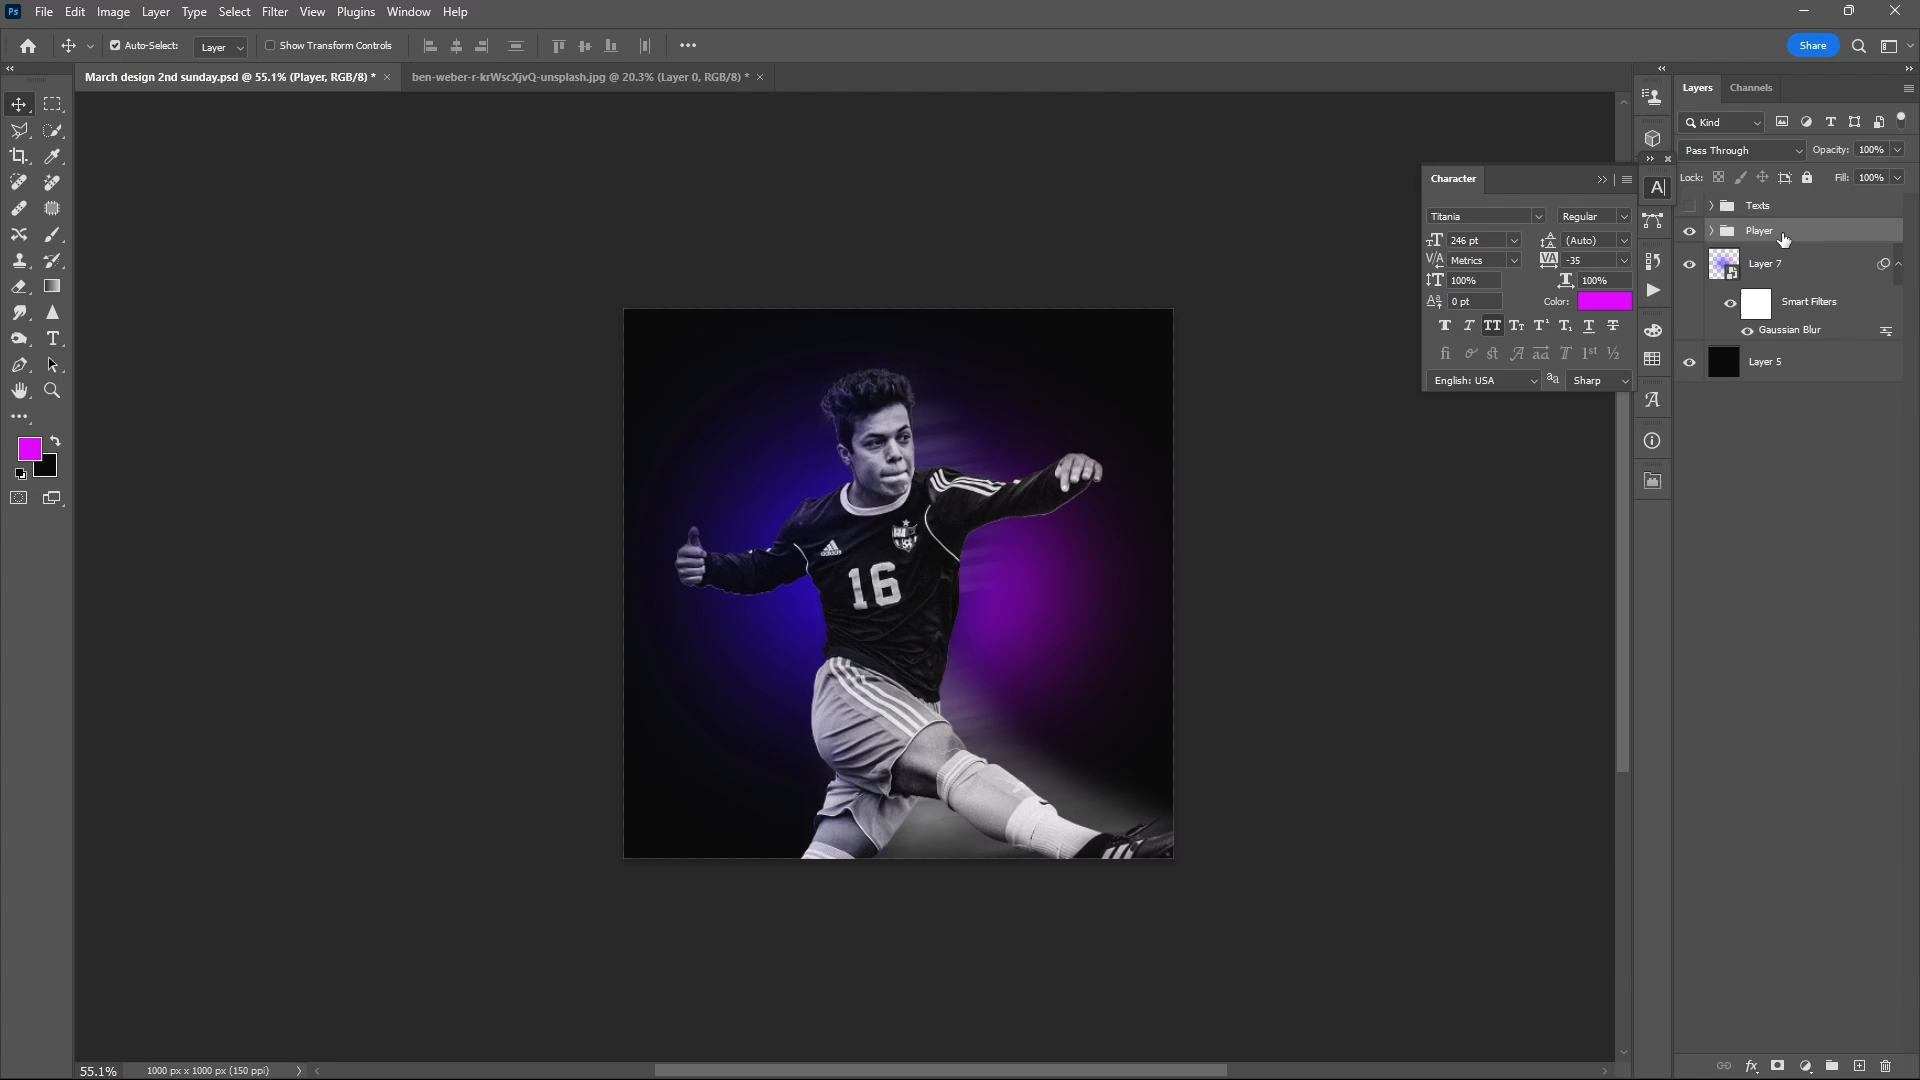 Ps File Edit Image Layer Type Select Filter View Plugins Window Help
Auto-Select: Layer Show Transform Controls Share
March design 2nd sunday.psd @ 55.1% (Player, RGB/8) * ben-weber-r-krWscXjvQ-unsplash.jpg @ 20.3% (Layer 0, RGB/8) *
Layers Channels
Kind
Pass Through Opacity: 100%
Lock: Fill: 100%
Texts
Player
Layer 7
Smart Filters
Gaussian Blur
Layer 5
Character
Titania Regular
246 pt (Auto)
Metrics -35
100% 100%
0 pt Color:
English: USA Sharp
adidas
16
55.1% 1000 px x 1000 px (150 ppi)